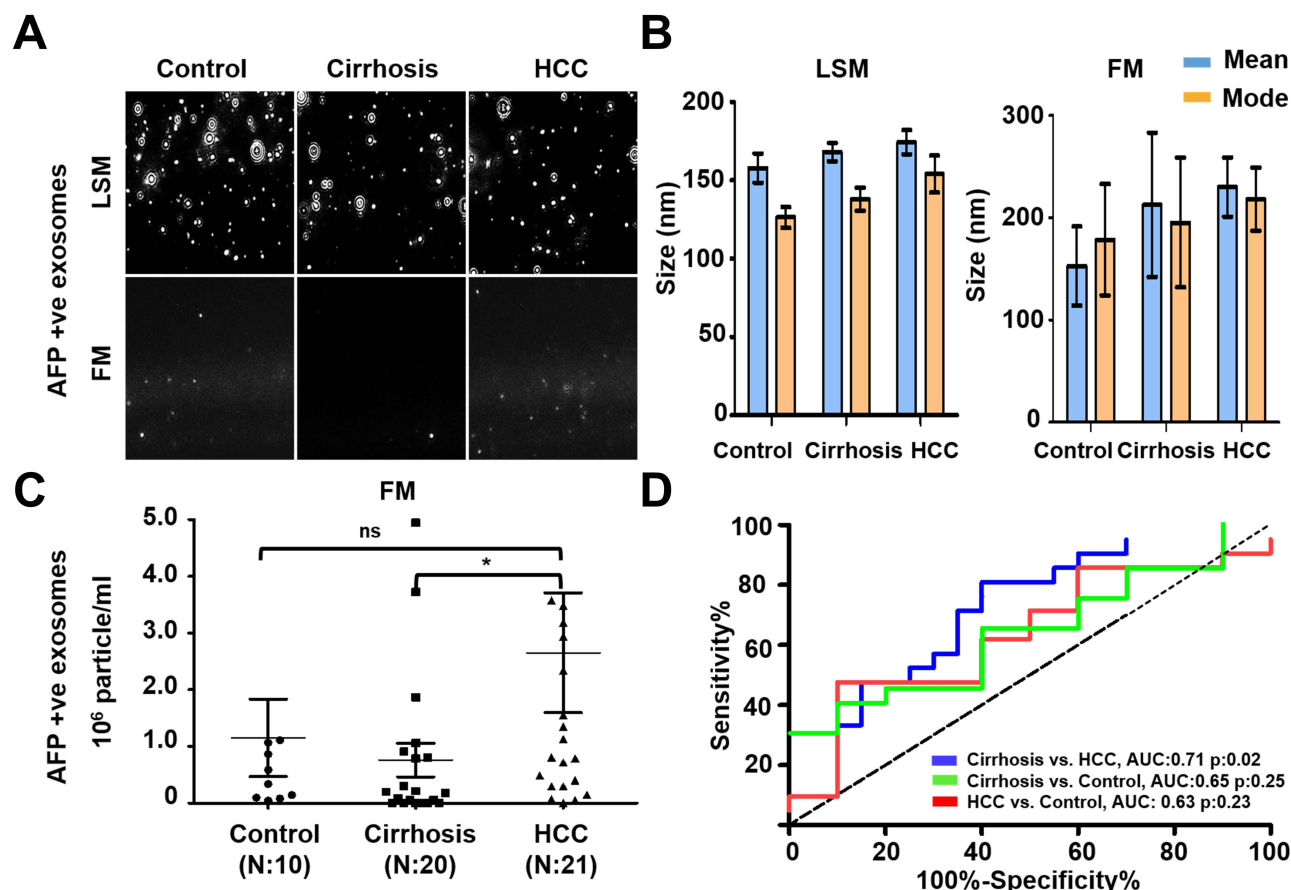 A
Control Cirrhosis HCC
AFP +ve exosomes
LSM
FM
B
LSM
FM
Mean
Mode
Size (nm)
200
150
100
50
0
Control Cirrhosis HCC
Size (nm)
300
200
100
0
Control Cirrhosis HCC
C
FM
AFP +ve exosomes
10⁶ particle/ml
5.0
4.0
3.0
2.0
1.0
0
ns
*
Control
(N:10)
Cirrhosis
(N:20)
HCC
(N:21)
D
Sensitivity%
100
80
60
40
20
Cirrhosis vs. HCC, AUC:0.71 p:0.02
Cirrhosis vs. Control, AUC:0.65 p:0.25
HCC vs. Control, AUC: 0.63 p:0.23
0 20 40 60 80 100
100%-Specificity%